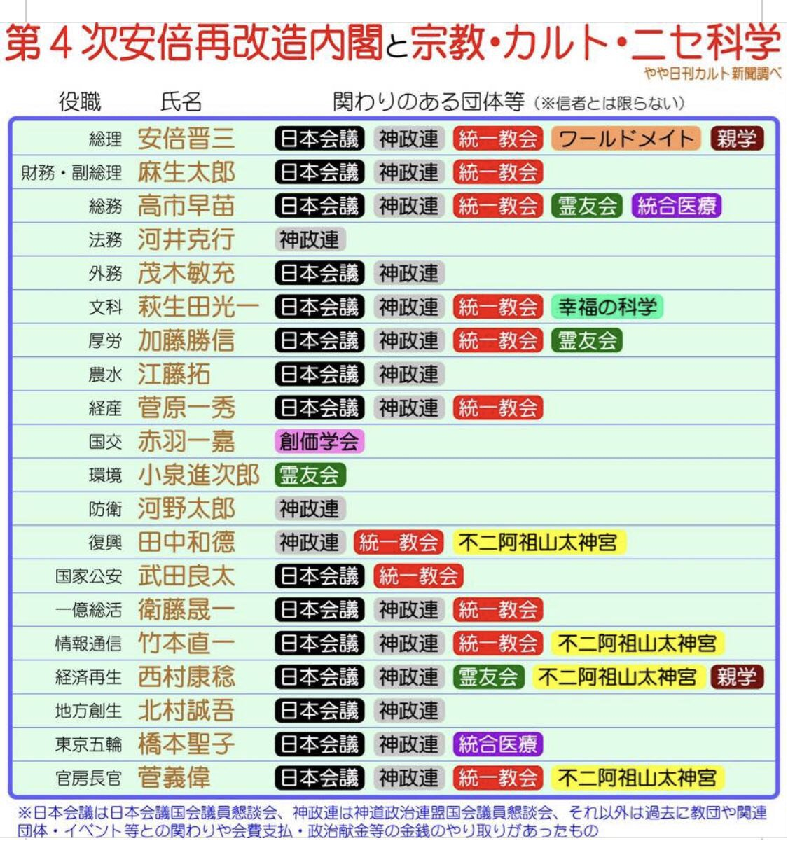 第4次安倍再改造内閣と宗教・カルト・ニセ科学
やや日刊カルト新聞調べ
役職 氏名 関わりのある団体等（※信者とは限らない）
総理 安倍晋三 日本会議 神政連 統一教会 ワールドメイト 親学
財務・副総理 麻生太郎 日本会議 神政連 統一教会
総務 高市早苗 日本会議 神政連 統一教会 霊友会 統合医療
法務 河井克行 神政連
外務 茂木敏充 日本会議 神政連
文科 萩生田光一 日本会議 神政連 統一教会 幸福の科学
厚労 加藤勝信 日本会議 神政連 統一教会 霊友会
農水 江藤拓 日本会議 神政連
経産 菅原一秀 日本会議 神政連 統一教会
国交 赤羽一嘉 創価学会
環境 小泉進次郎 霊友会
防衛 河野太郎 神政連
復興 田中和德 神政連 統一教会 不二阿祖山太神宮
国家公安 武田良太 日本会議 統一教会
一億総活 衛藤晟一 日本会議 神政連 統一教会
情報通信 竹本直一 日本会議 神政連 統一教会 不二阿祖山太神宮
経済再生 西村康稔 日本会議 神政連 霊友会 不二阿祖山太神宮 親学
地方創生 北村誠吾 日本会議 神政連
東京五輪 橋本聖子 日本会議 神政連 統合医療
官房長官 菅義偉 日本会議 神政連 統一教会 不二阿祖山太神宮
※日本会議は日本会議国会議員懇談会、神政連は神道政治連盟国会議員懇談会、それ以外は過去に教団や関連
団体・イベント等との関わりや会費支払・政治献金等の金銭のやり取りがあったもの